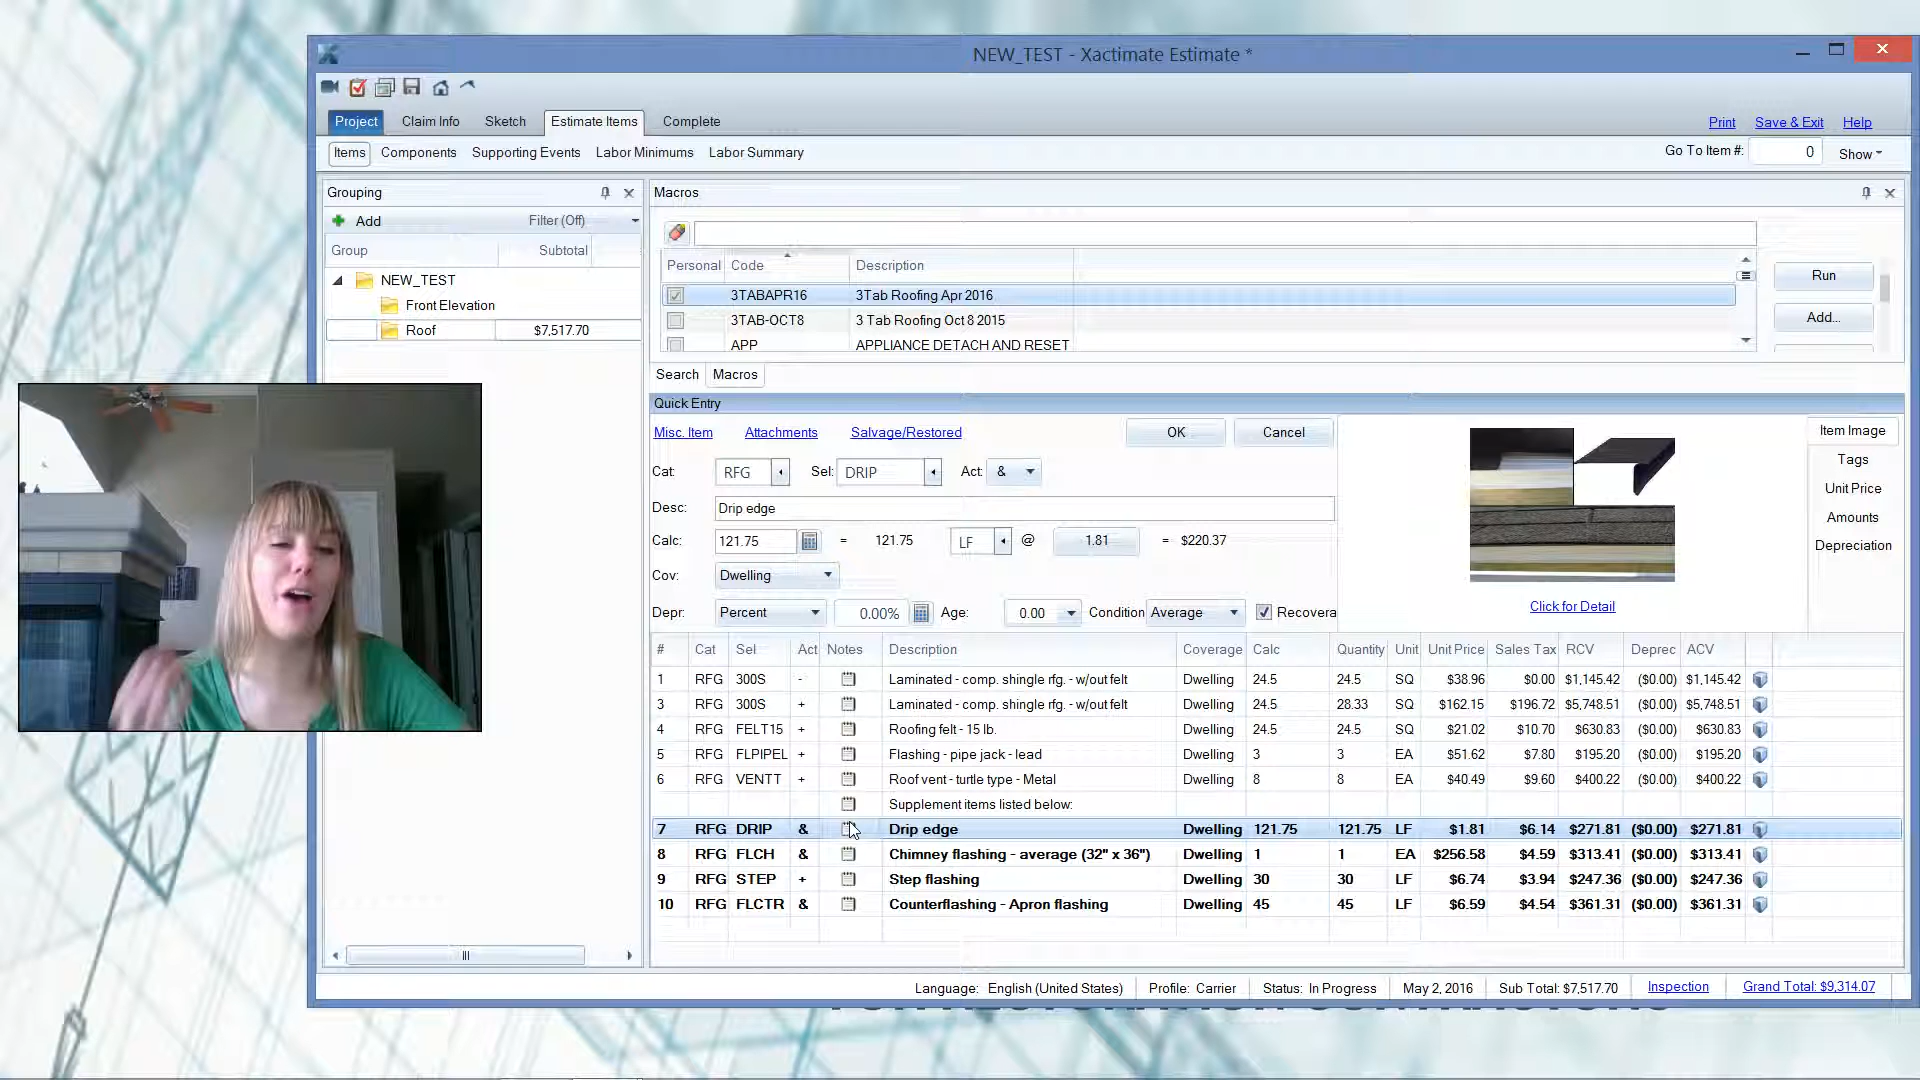 NEW_TEST - Xactimate Estimate *
Project Claim Info Sketch Estimate Items Complete
Print Save & Exit Help
Items Components Supporting Events Labor Minimums Labor Summary
Go To Item #: 0 Show
Grouping
Add Filter (Off)
Group Subtotal
NEW_TEST
Front Elevation
Roof $7,517.70
Macros
Personal Code Description
3TABAPR16 3Tab Roofing Apr 2016
3TAB-OCT8 3 Tab Roofing Oct 8 2015
APP APPLIANCE DETACH AND RESET
Run
Add...
Search Macros
Quick Entry
Misc. Item Attachments Salvage/Restored OK Cancel
Cat: RFG Sel: DRIP Act: &
Desc: Drip edge
Calc: 121.75 = 121.75 LF @ 1.81 = $220.37
Cov: Dwelling
Depr: Percent 0.00% Age: 0.00 Condition Average Recovera
Click for Detail
Item Image
Tags
Unit Price
Amounts
Depreciation
# Cat Sel Act Notes Description Coverage Calc Quantity Unit Unit Price Sales Tax RCV Deprec ACV
1 RFG 300S - Laminated - comp. shingle rfg. - w/out felt Dwelling 24.5 24.5 SQ $38.96 $0.00 $1,145.42 ($0.00) $1,145.42
3 RFG 300S + Laminated - comp. shingle rfg. - w/out felt Dwelling 24.5 28.33 SQ $162.15 $196.72 $5,748.51 ($0.00) $5,748.51
4 RFG FELT15 + Roofing felt - 15 lb. Dwelling 24.5 24.5 SQ $21.02 $10.70 $630.83 ($0.00) $630.83
5 RFG FLPIPEL + Flashing - pipe jack - lead Dwelling 3 3 EA $51.62 $7.80 $195.20 ($0.00) $195.20
6 RFG VENTT + Roof vent - turtle type - Metal Dwelling 8 8 EA $40.49 $9.60 $400.22 ($0.00) $400.22
Supplement items listed below:
7 RFG DRIP & Drip edge Dwelling 121.75 121.75 LF $1.81 $6.14 $271.81 ($0.00) $271.81
8 RFG FLCH & Chimney flashing - average (32" x 36") Dwelling 1 1 EA $256.58 $4.59 $313.41 ($0.00) $313.41
9 RFG STEP + Step flashing Dwelling 30 30 LF $6.74 $3.94 $247.36 ($0.00) $247.36
10 RFG FLCTR & Counterflashing - Apron flashing Dwelling 45 45 LF $6.59 $4.54 $361.31 ($0.00) $361.31
Language: English (United States) Profile: Carrier Status: In Progress May 2, 2016 Sub Total: $7,517.70 Inspection Grand Total: $9,314.07